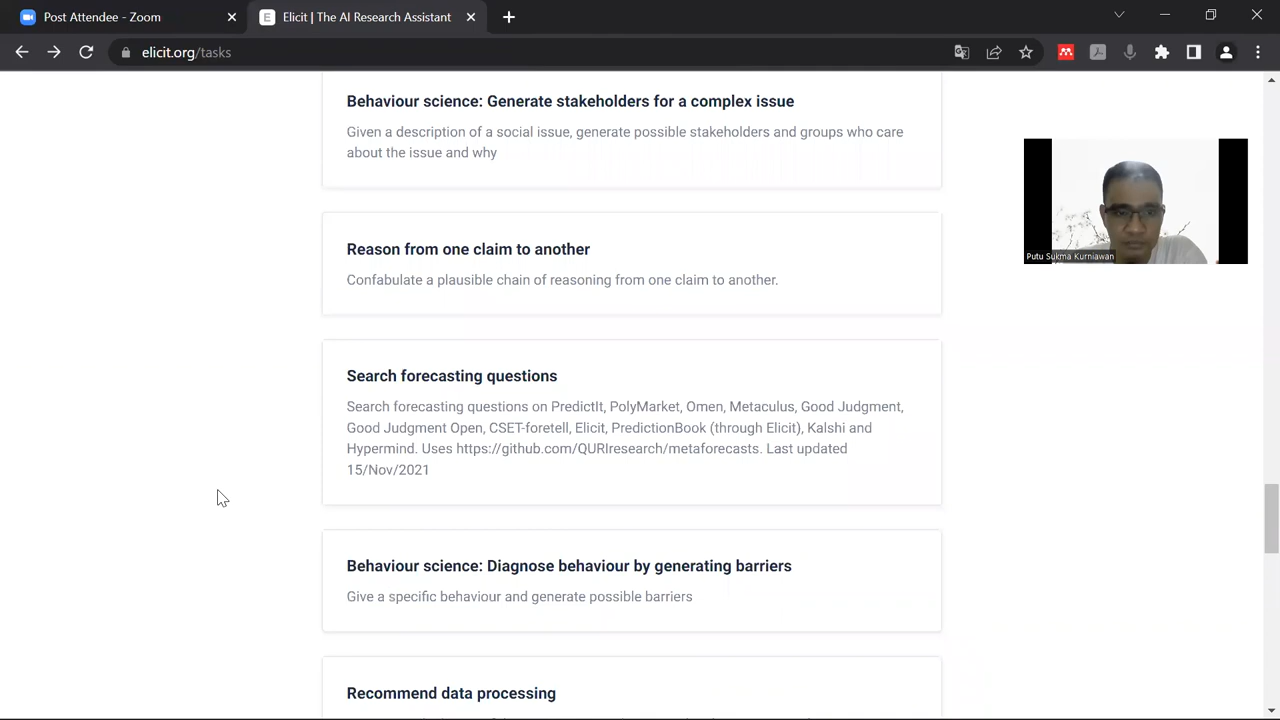 Post Attendee - Zoom
Elicit | The AI Research Assistant
elicit.org/tasks
Behaviour science: Generate stakeholders for a complex issue
Given a description of a social issue, generate possible stakeholders and groups who care
about the issue and why
Reason from one claim to another
Confabulate a plausible chain of reasoning from one claim to another.
Putu Sukma Kurniawan
Search forecasting questions
Search forecasting questions on PredictIt, PolyMarket, Omen, Metaculus, Good Judgment,
Good Judgment Open, CSET-foretell, Elicit, PredictionBook (through Elicit), Kalshi and
Hypermind. Uses https://github.com/QURIresearch/metaforecasts. Last updated
15/Nov/2021
Behaviour science: Diagnose behaviour by generating barriers
Give a specific behaviour and generate possible barriers
Recommend data processing